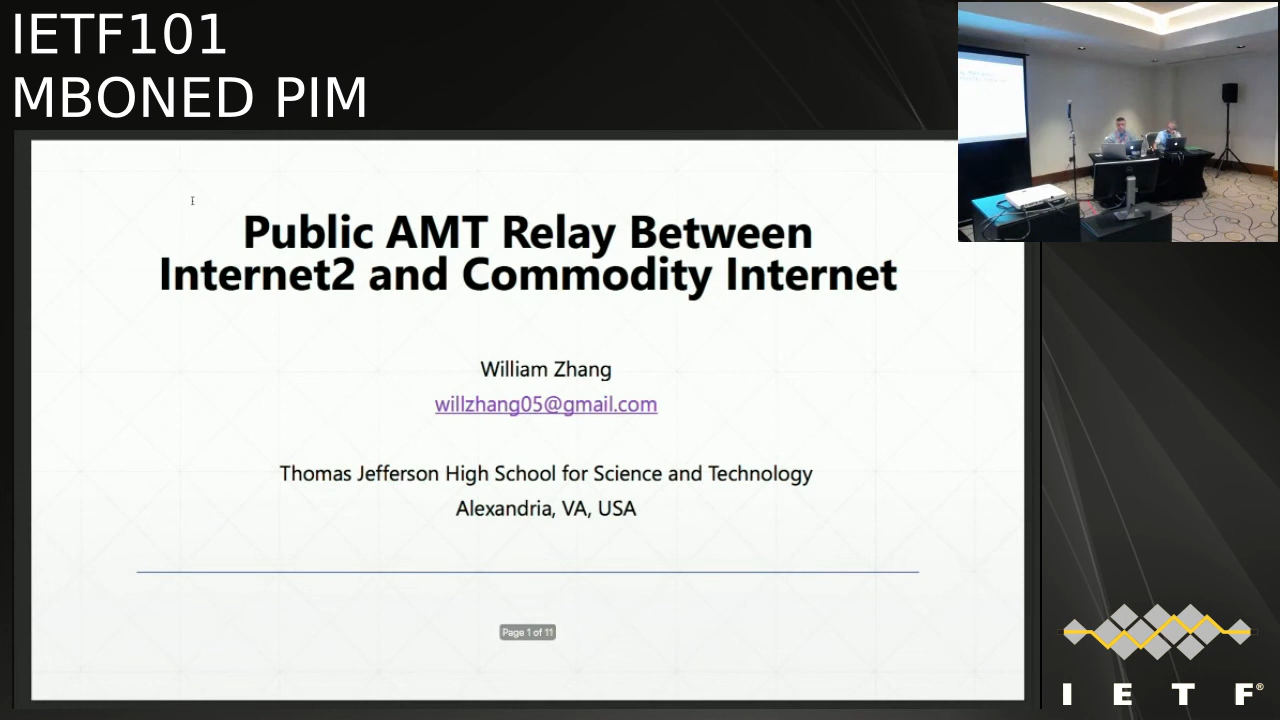 IETF101
MBONED PIM
Public AMT Relay Between
Internet2 and Commodity Internet
William Zhang
willzhang05@gmail.com
Thomas Jefferson High School for Science and Technology
Alexandria, VA, USA
Page 1 of 11
I E T F®